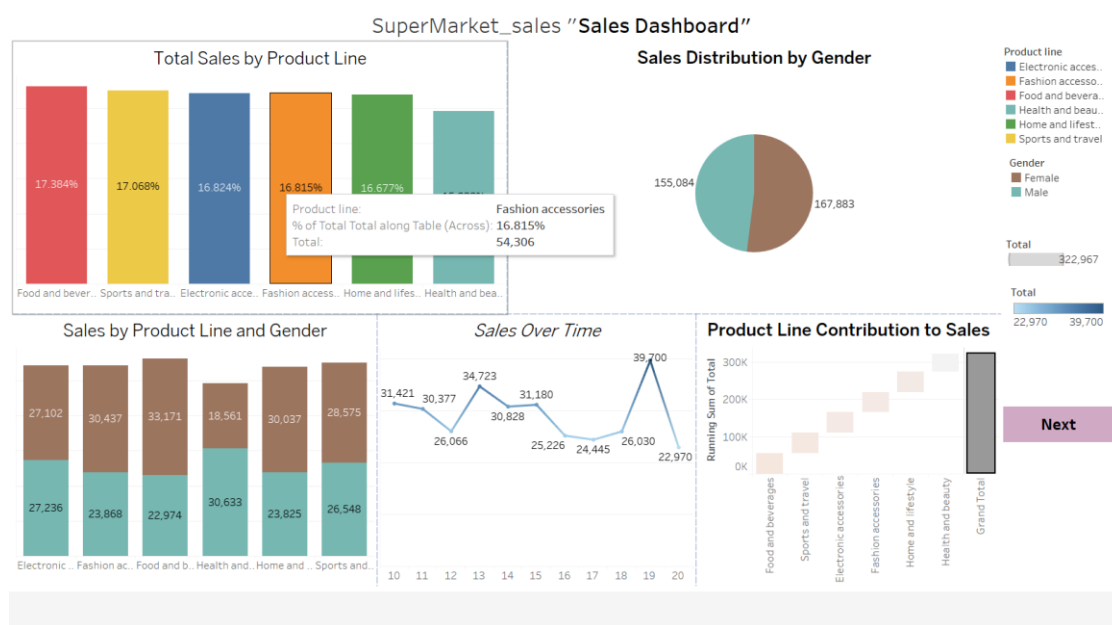 SuperMarket_sales "Sales Dashboard"
Total Sales by Product Line
17.384%
17.068%
16.824%
16.815%
16.677%
Product line: Fashion accessories
% of Total Total along Table (Across): 16.815%
Total: 54,306
Food and bever.. Sports and tra.. Electronic acce.. Fashion access.. Home and lifes.. Health and bea..
Sales Distribution by Gender
155,084
167,883
Product line
Electronic acces..
Fashion accesso..
Food and bevera..
Health and beau..
Home and lifest..
Sports and travel
Gender
Female
Male
Total
322,967
Total
22,970 39,700
Sales by Product Line and Gender
27,102 30,437 33,171 18,561 30,037 28,575
27,236 23,868 22,974 30,633 23,825 26,548
Electronic .. Fashion ac.. Food and b.. Health and.. Home and .. Sports and..
Sales Over Time
31,421
30,377
26,066
34,723
30,828
31,180
25,226
24,445
26,030
39,700
22,970
10 11 12 13 14 15 16 17 18 19 20
Product Line Contribution to Sales
Running Sum of Total
300K
200K
100K
0K
Food and beverages
Sports and travel
Electronic accessories
Fashion accessories
Home and lifestyle
Health and beauty
Grand Total
Next